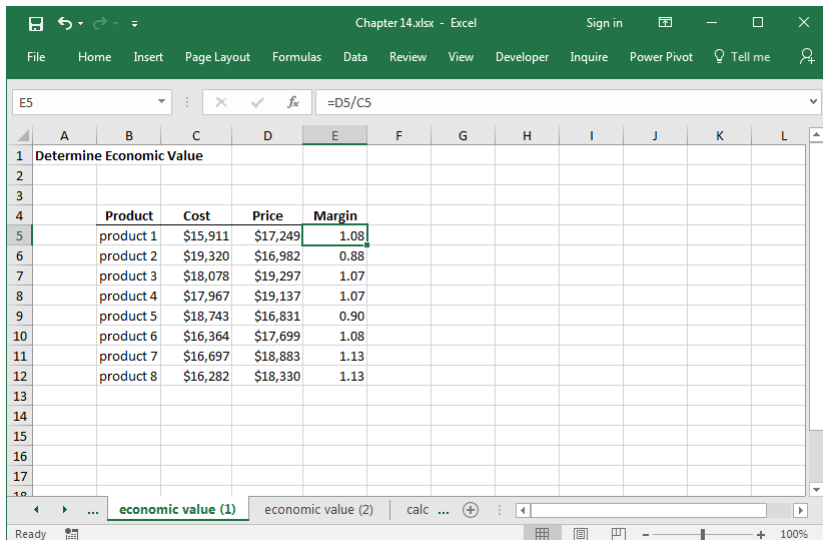 Chapter 14.xlsx - Excel Sign in
File Home Insert Page Layout Formulas Data Review View Developer Inquire Power Pivot Tell me
E5 fx =D5/C5
A B C D E F G H I J K L
1 Determine Economic Value
2
3
4 Product Cost Price Margin
5 product 1 $15,911 $17,249 1.08
6 product 2 $19,320 $16,982 0.88
7 product 3 $18,078 $19,297 1.07
8 product 4 $17,967 $19,137 1.07
9 product 5 $18,743 $16,831 0.90
10 product 6 $16,364 $17,699 1.08
11 product 7 $16,697 $18,883 1.13
12 product 8 $16,282 $18,330 1.13
13
14
15
16
17
18
... economic value (1) economic value (2) calc ...
Ready 100%